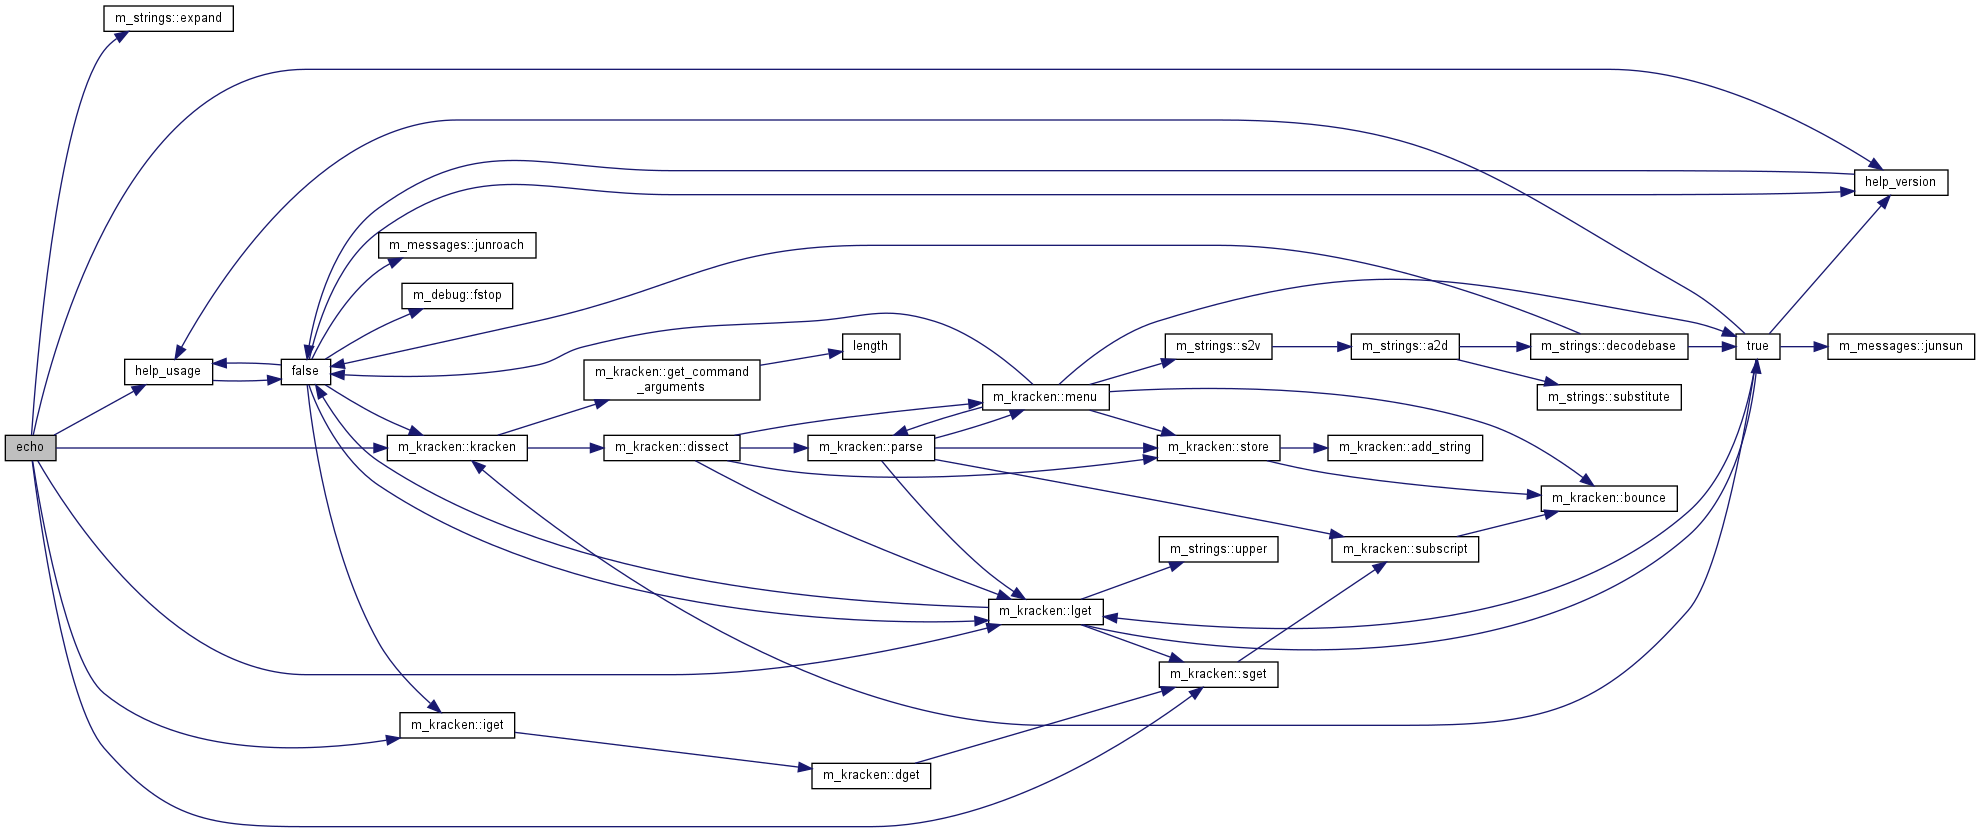 m_strings::expand
help_version
m_messages::junroach
m_debug::fstop
help_usage
false
m_kracken::get_command
_arguments
length
m_strings::s2v
m_strings::a2d
m_strings::decodebase
true
m_messages::junsun
m_kracken::menu
m_strings::substitute
echo
m_kracken::kracken
m_kracken::dissect
m_kracken::parse
m_kracken::store
m_kracken::add_string
m_kracken::bounce
m_strings::upper
m_kracken::subscript
m_kracken::lget
m_kracken::sget
m_kracken::iget
m_kracken::dget